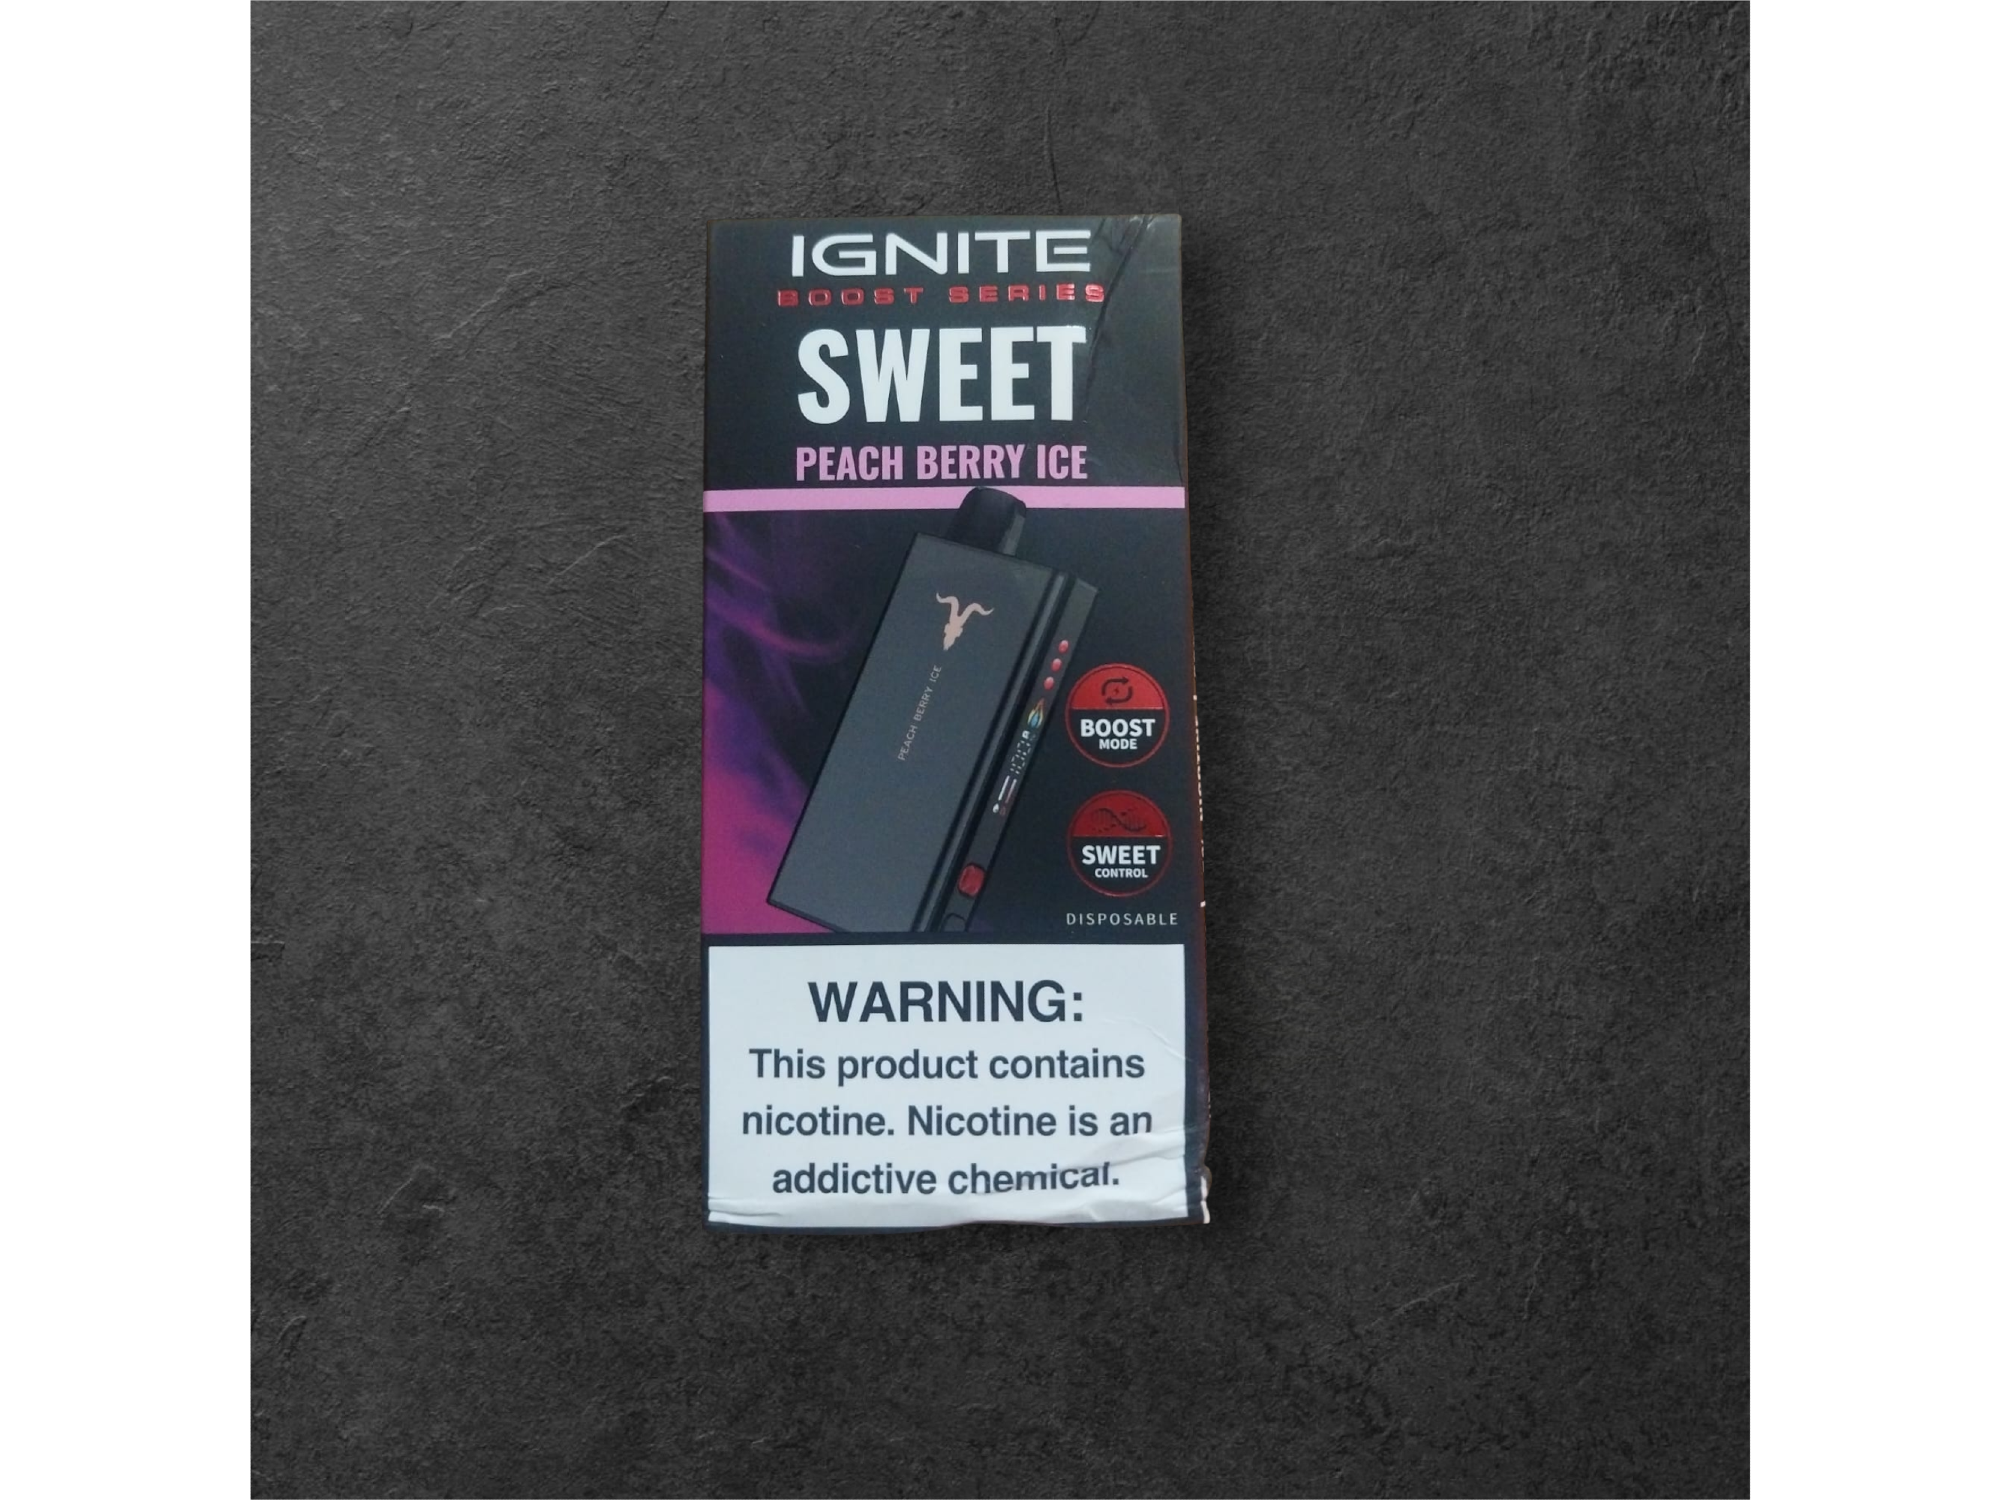 IGNITE
BOOST SERIES
SWEET
PEACH BERRY ICE
PEACH BERRY ICE
BOOST
MODE
SWEET
CONTROL
DISPOSABLE
WARNING:
This product contains
nicotine. Nicotine is an
addictive chemical.